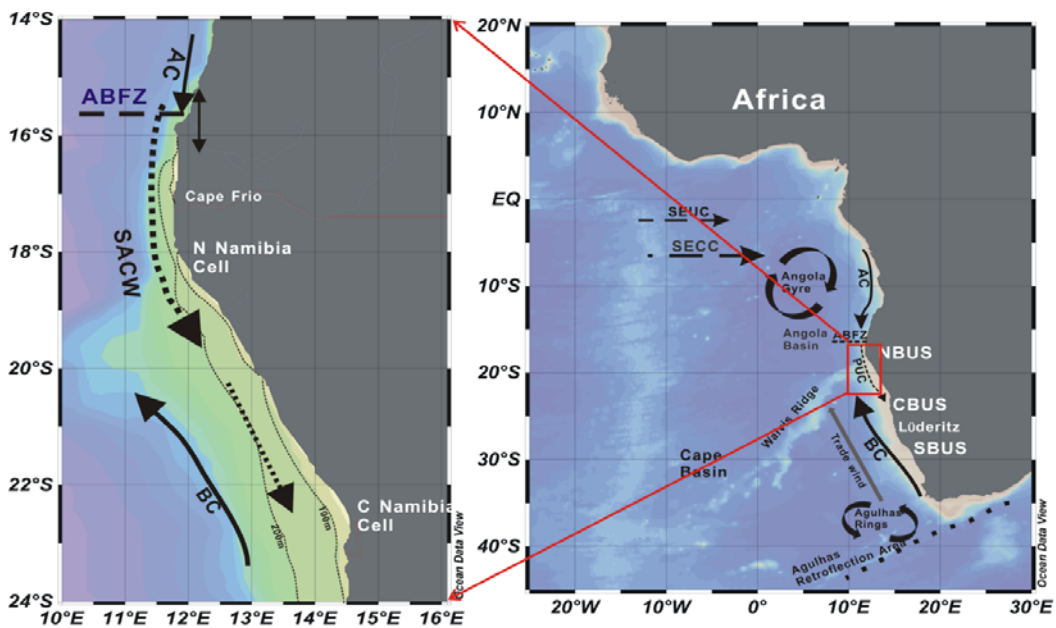 14°S
16°S
18°S
20°S
22°S
24°S
10°E
11°E
12°E
13°E
14°E
15°E
16°E
AC
ABFZ
Cape Frio
N Namibia
Cell
SACW
BC
C Namibia
Cell
200m
100m
Ocean Data View
20°N
10°N
EQ
10°S
20°S
30°S
40°S
20°W
10°W
0°
10°E
20°E
30°E
Africa
SEUC
SECC
Angola
Gyre
AC
Angola
Basin
ABFZ
NBUS
PUC
CBUS
Lüderitz
SBUS
Walvis Ridge
Cape
Basin
Trade wind
BC
Agulhas
Rings
Agulhas
Retroflection Area
Ocean Data View